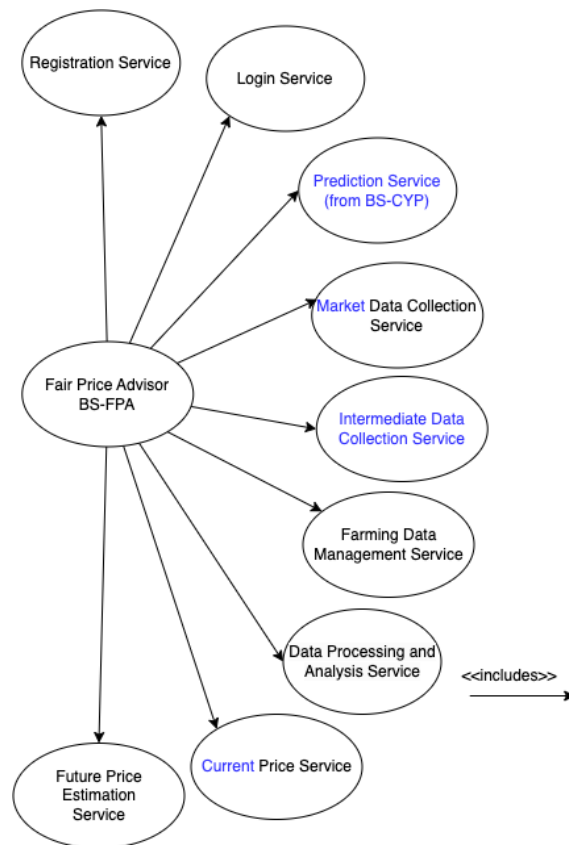 Registration Service
Login Service
Prediction Service
(from BS-CYP)
Market Data Collection
Service
Fair Price Advisor
BS-FPA
Intermediate Data
Collection Service
Farming Data
Management Service
Data Processing and
Analysis Service
<<includes>>
Current Price Service
Future Price
Estimation
Service